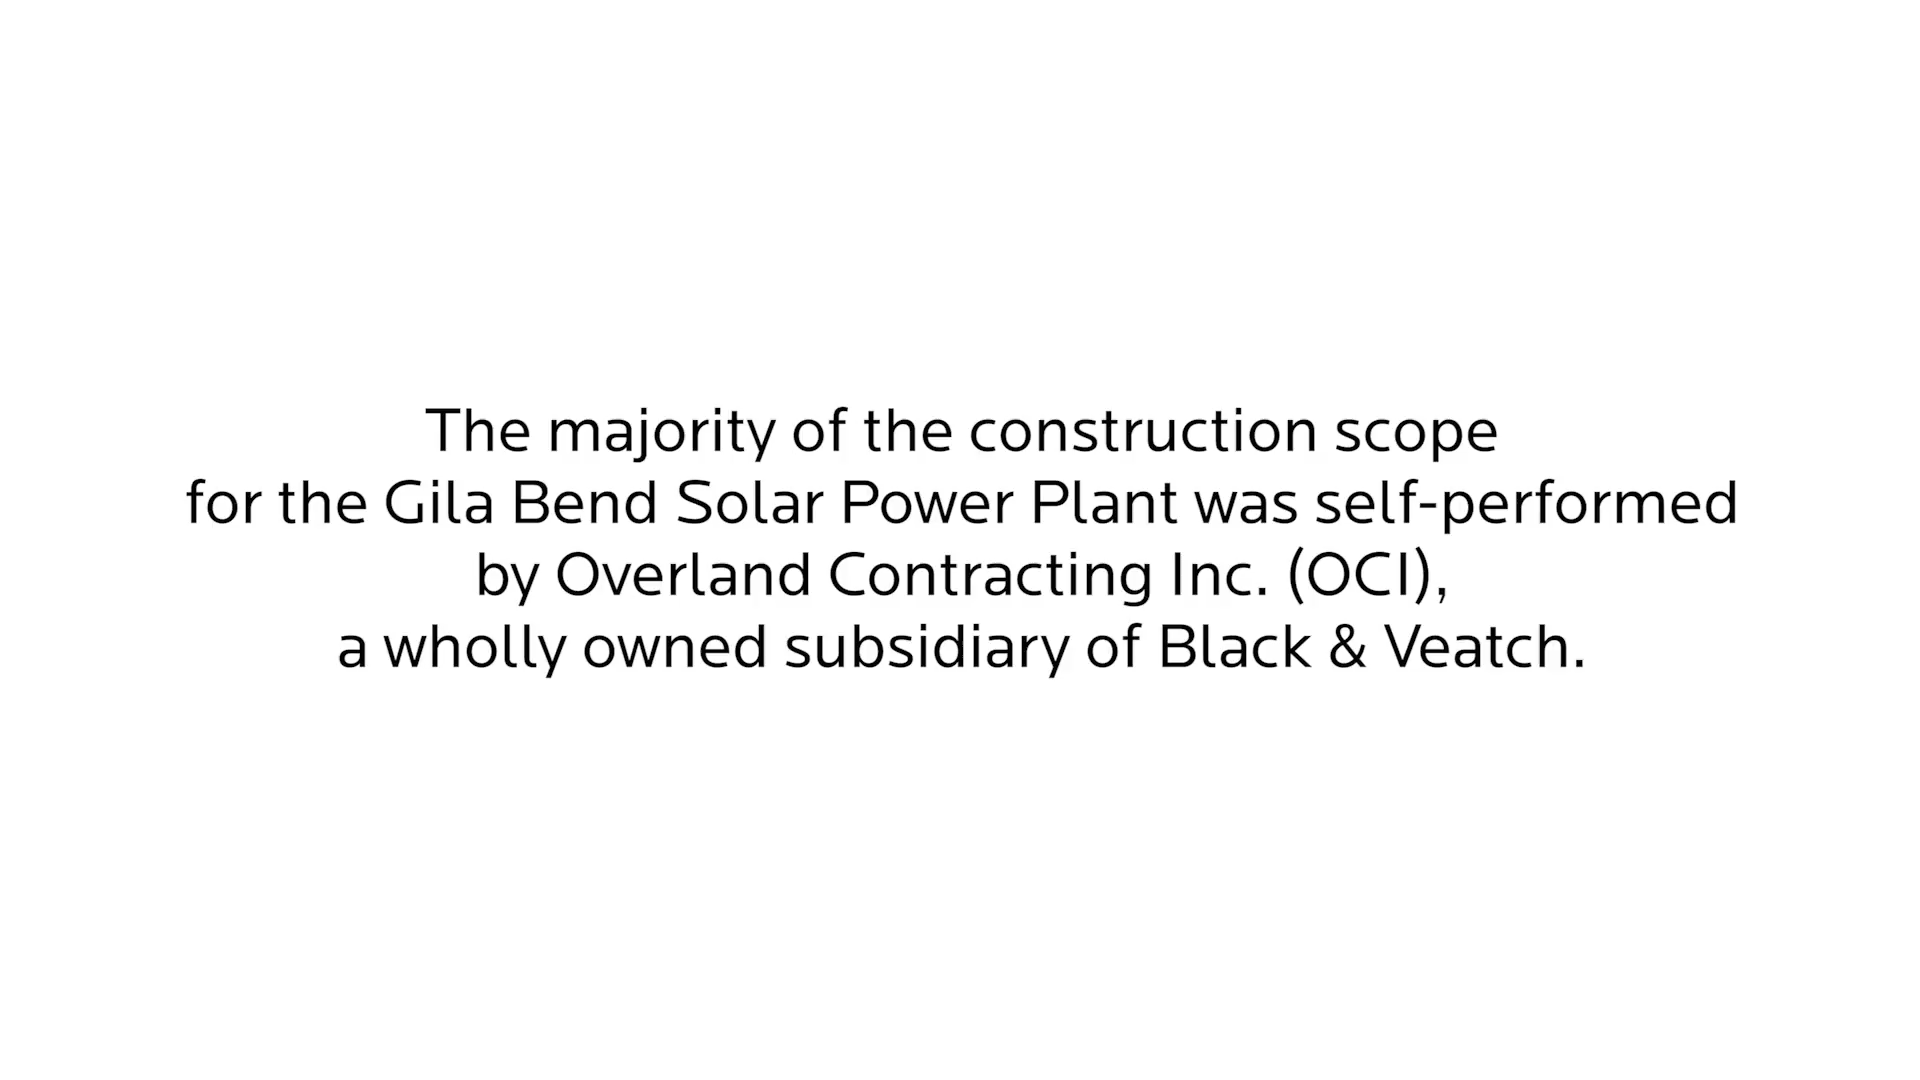 The majority of the construction scope
for the Gila Bend Solar Power Plant was self-performed
by Overland Contracting Inc. (OCI),
a wholly owned subsidiary of Black & Veatch.